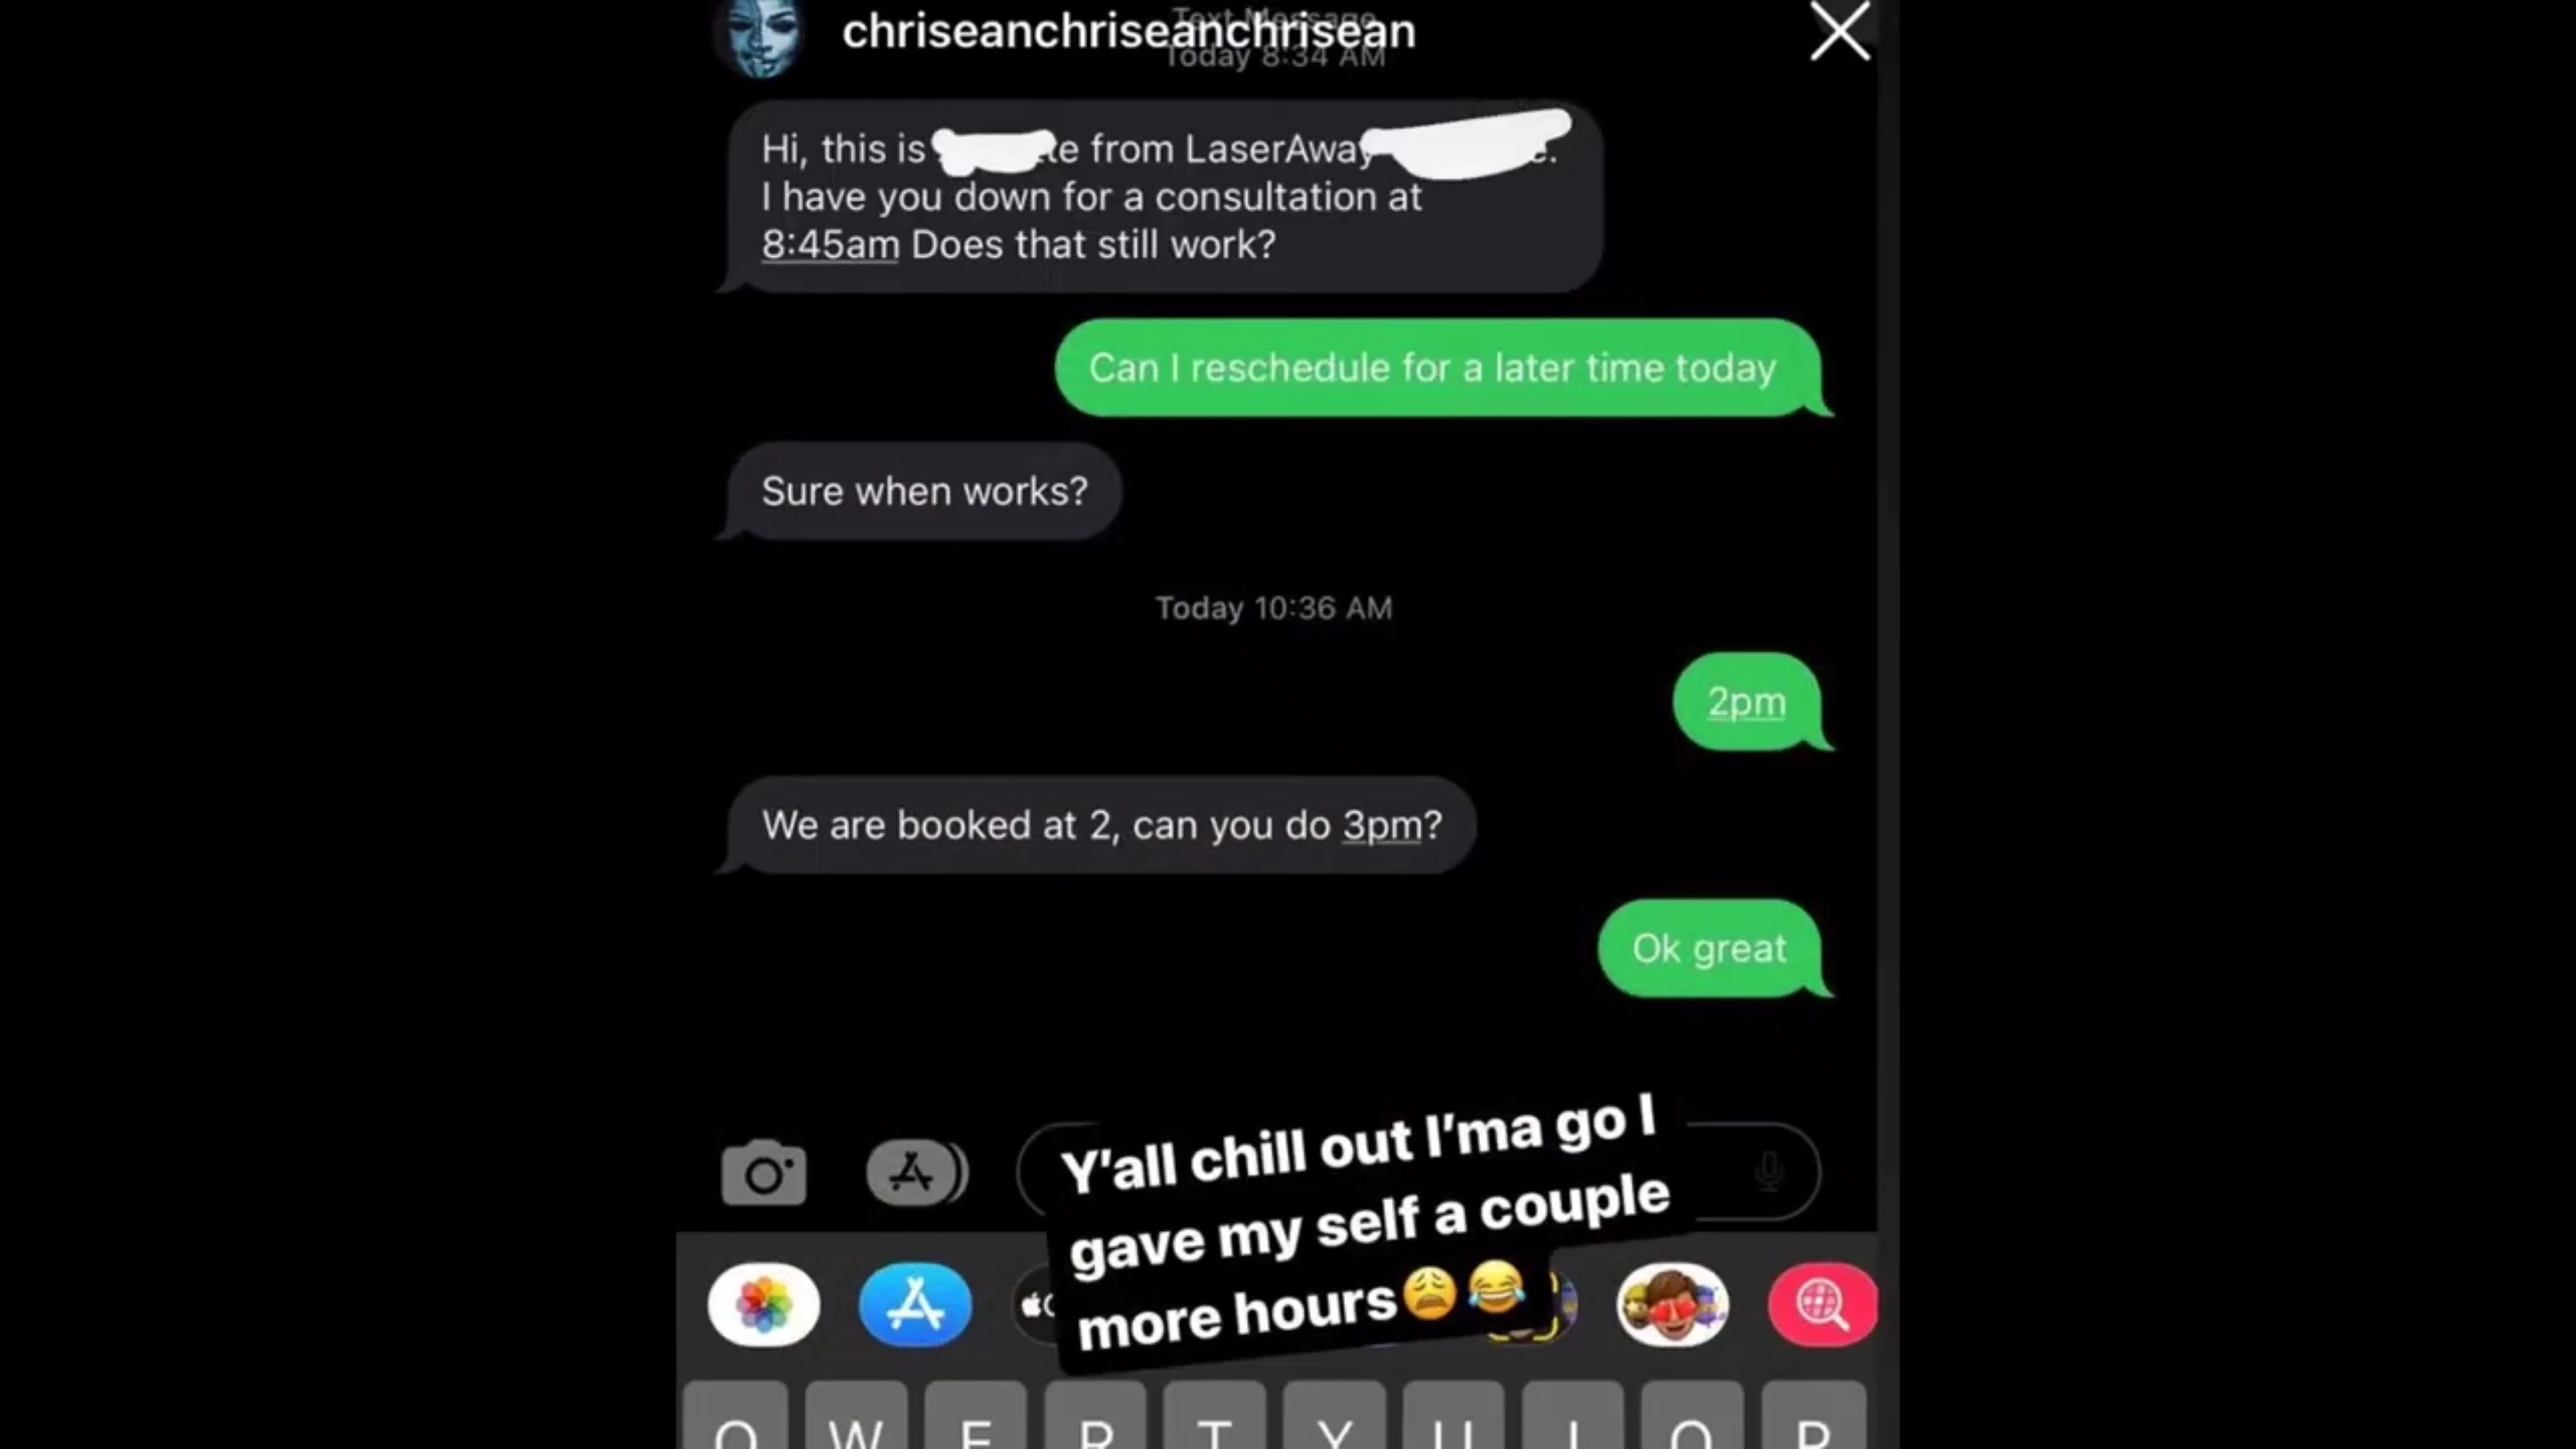 Text Message
chriseanchriseanchrisean
Today 8:34 AM
Hi, this is te from LaserAway
I have you down for a consultation at
8:45am Does that still work?
Can I reschedule for a later time today
Sure when works?
Today 10:36 AM
2pm
We are booked at 2, can you do 3pm?
Ok great
Y'all chill out I'ma go I
gave my self a couple
more hours😩😂
Q W E R T Y U I O P